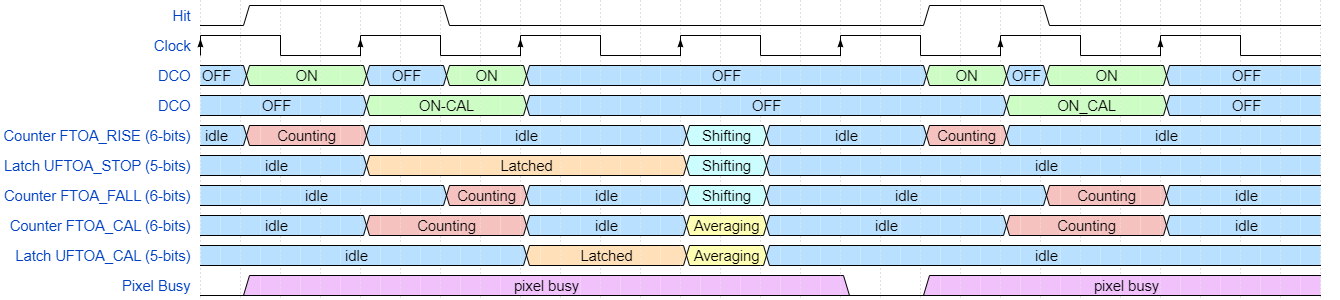 Hit
Clock
DCO OFF ON OFF ON OFF ON OFF ON OFF
DCO OFF ON-CAL OFF ON_CAL OFF
Counter FTOA_RISE (6-bits) idle Counting idle Shifting idle Counting idle
Latch UFTOA_STOP (5-bits) idle Latched Shifting idle
Counter FTOA_FALL (6-bits) idle Counting idle Shifting idle Counting idle
Counter FTOA_CAL (6-bits) idle Counting idle Averaging idle Counting idle
Latch UFTOA_CAL (5-bits) idle Latched Averaging idle
Pixel Busy pixel busy pixel busy